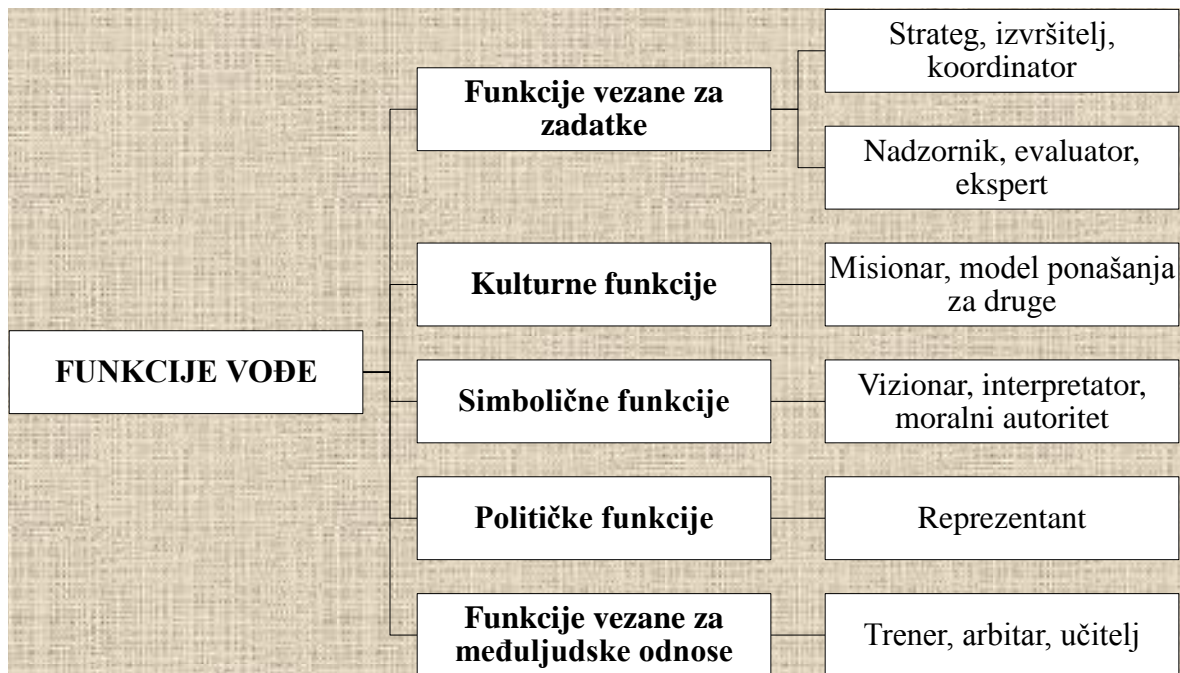 FUNKCIJE VOĐE
Funkcije vezane za
zadatke
Strateg, izvršitelj,
koordinator
Nadzornik, evaluator,
ekspert
Kulturne funkcije
Misionar, model ponašanja
za druge
Simbolične funkcije
Vizionar, interpretator,
moralni autoritet
Političke funkcije
Reprezentant
Funkcije vezane za
međuljudske odnose
Trener, arbitar, učitelj